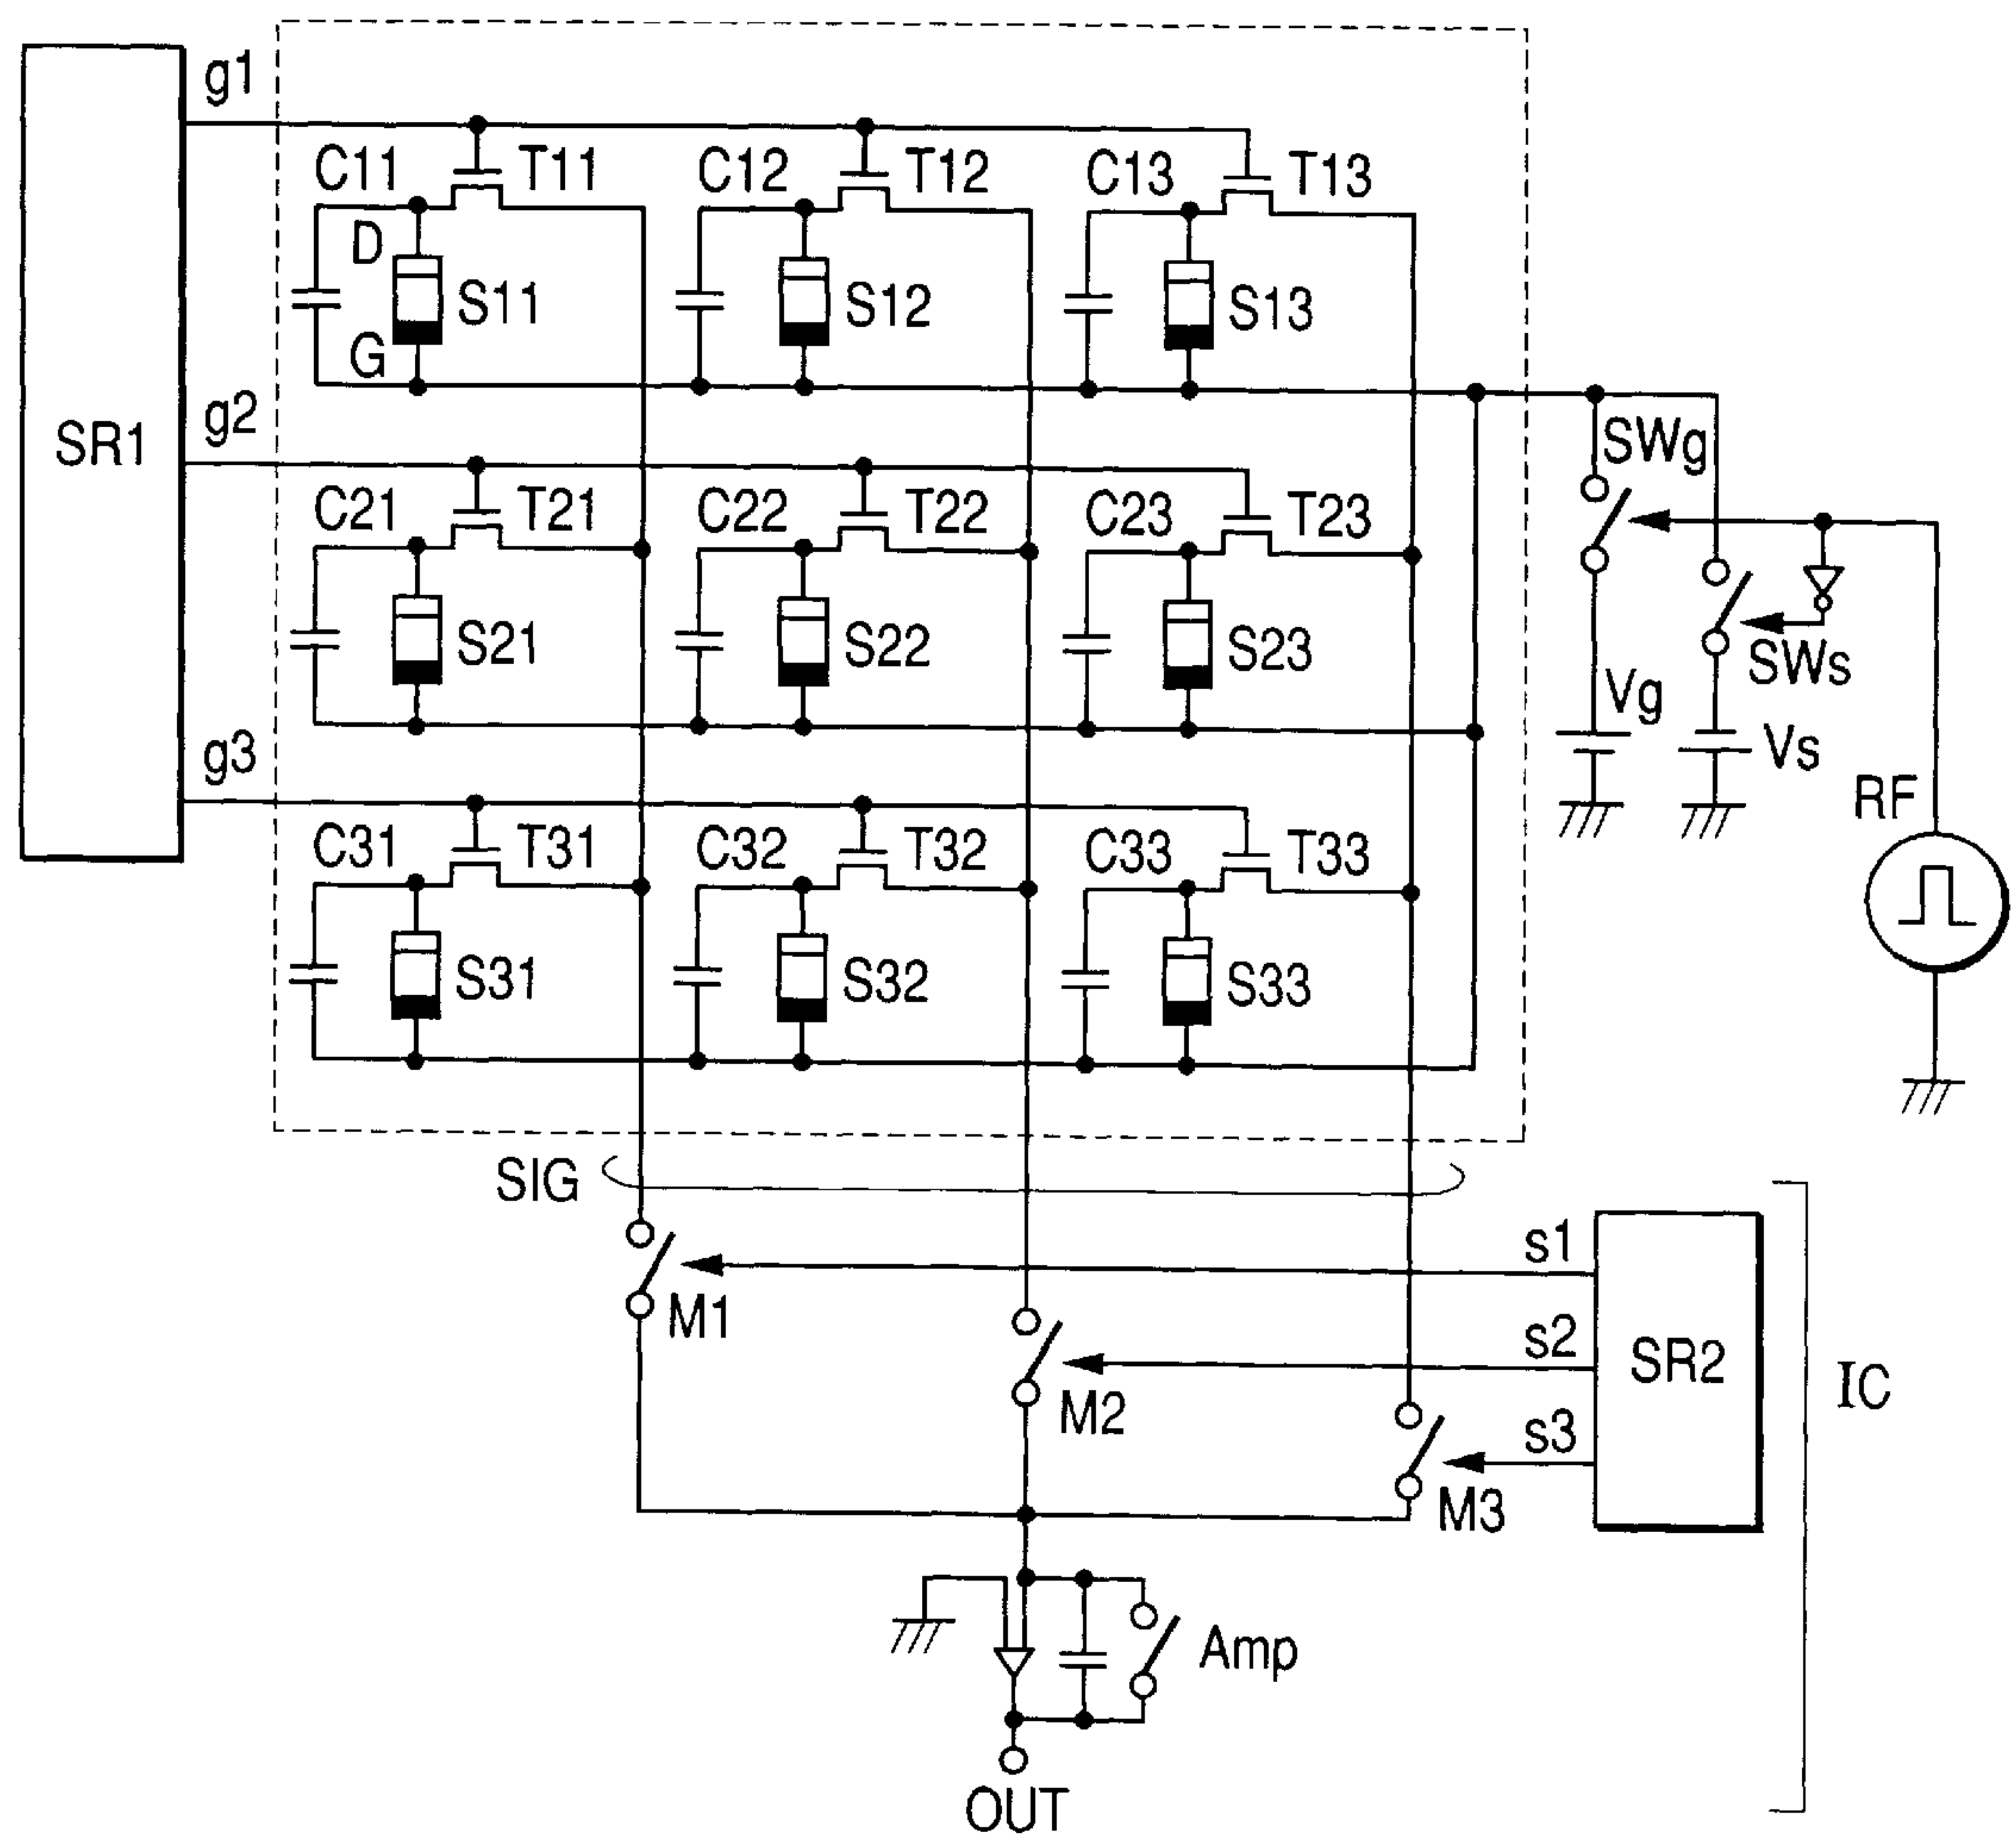 g1
C11 T11 C12 T12 C13 T13
D
S11 S12 S13
G
g2
SR1
SWg
C21 T21 C22 T22 C23 T23
S21 S22 S23
SWs
Vg
Vs
g3
RF
C31 T31 C32 T32 C33 T33
S31 S32 S33
SIG
s1
M1
s2
SR2
IC
M2
s3
M3
Amp
OUT